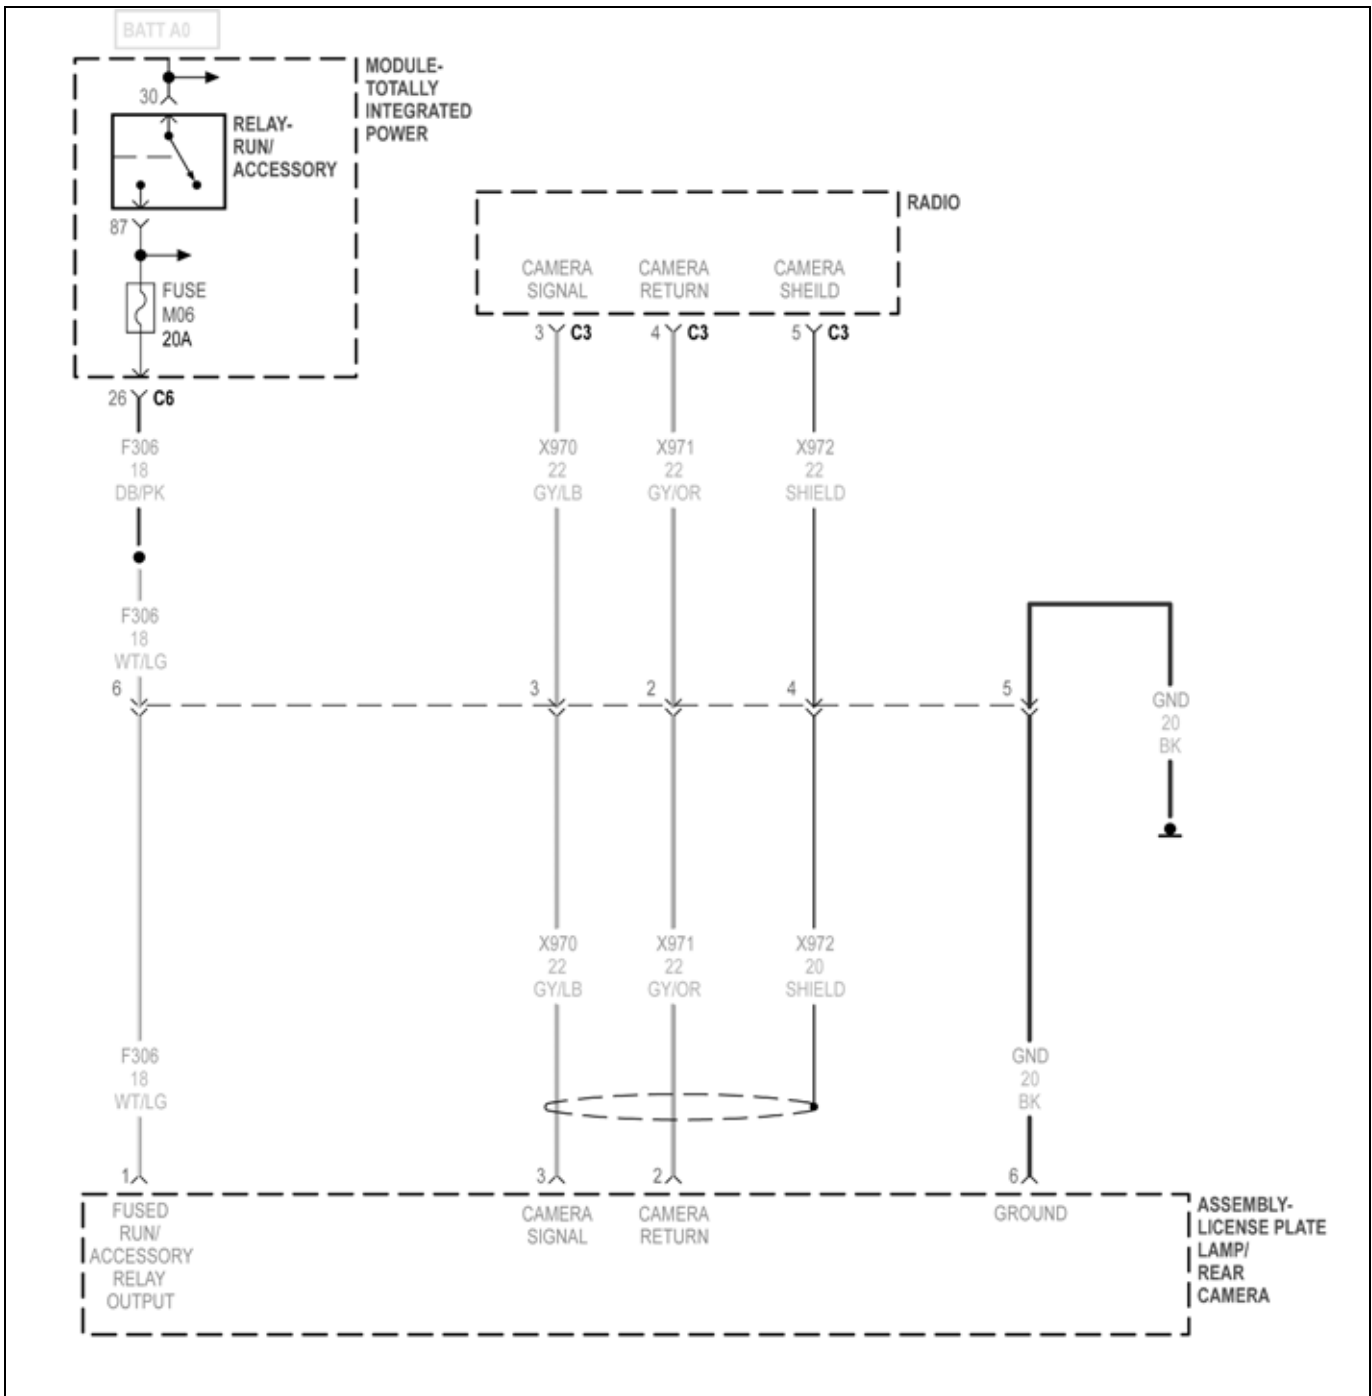 BATT A0
MODULE-
TOTALLY
INTEGRATED
POWER
30
RELAY-
RUN/
ACCESSORY
87
FUSE
M06
20A
26 C6
RADIO
CAMERA
SIGNAL
CAMERA
RETURN
CAMERA
SHEILD
3 C3
4 C3
5 C3
F306
18
DB/PK
X970
22
GY/LB
X971
22
GY/OR
X972
22
SHIELD
F306
18
WT/LG
6
3
2
4
5
GND
20
BK
X970
22
GY/LB
X971
22
GY/OR
X972
20
SHIELD
F306
18
WT/LG
GND
20
BK
1
3
2
6
FUSED
RUN/
ACCESSORY
RELAY
OUTPUT
CAMERA
SIGNAL
CAMERA
RETURN
GROUND
ASSEMBLY-
LICENSE PLATE
LAMP/
REAR
CAMERA